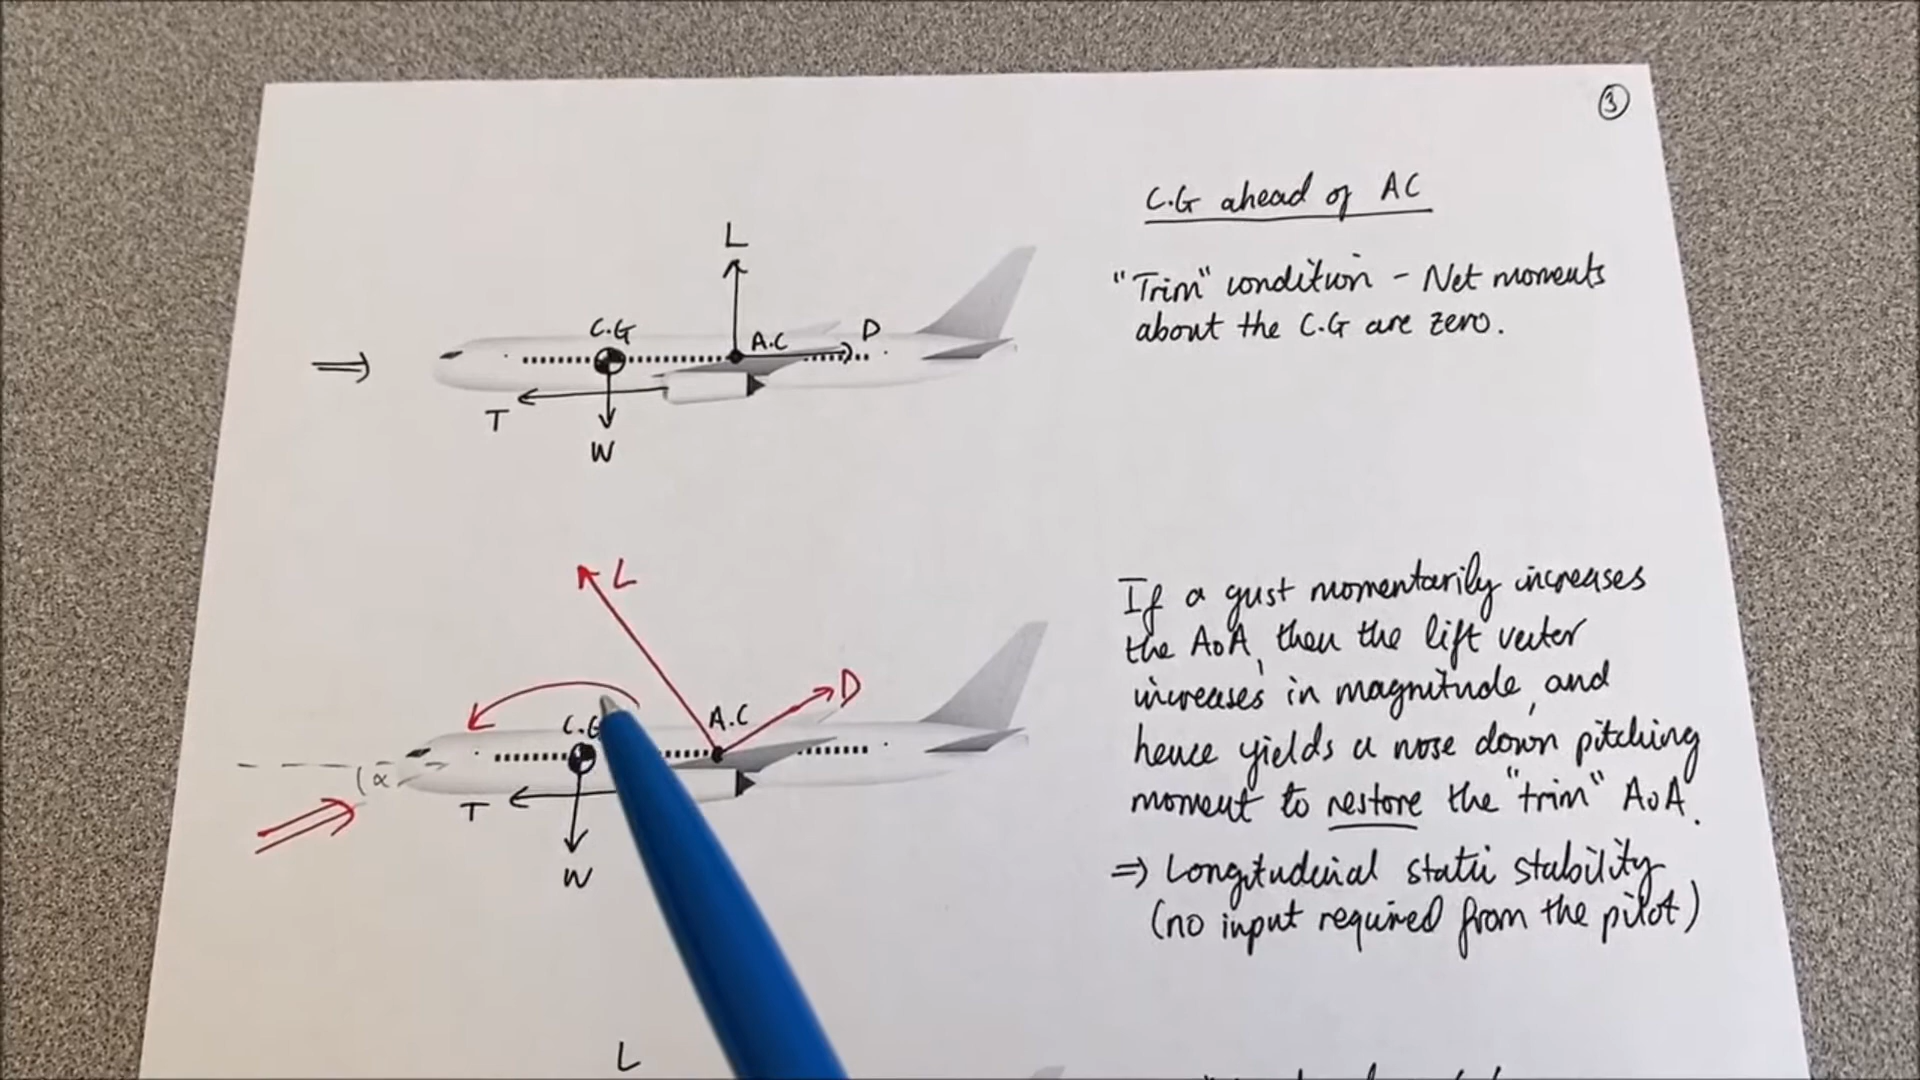 3
C.G ahead of AC
"Trim" condition - Net moments
about the C.G are zero.
L
C.G
A.C
D
T
W
If a gust momentarily increases
the AoA, then the lift vector
increases in magnitude, and
hence yields a nose down pitching
moment to restore the "trim" AoA.
⇒ Longitudinal static stability
(no input required from the pilot)
L
D
A.C
C.G
α
T
W
L